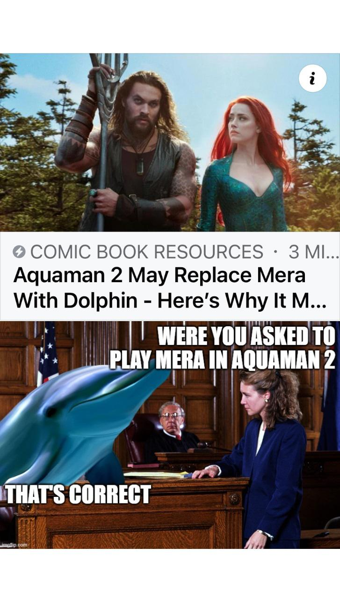 COMIC BOOK RESOURCES · 3 MI...
Aquaman 2 May Replace Mera
With Dolphin - Here's Why It M...
WERE YOU ASKED TO
PLAY MERA IN AQUAMAN 2
THAT'S CORRECT
imgflip.com